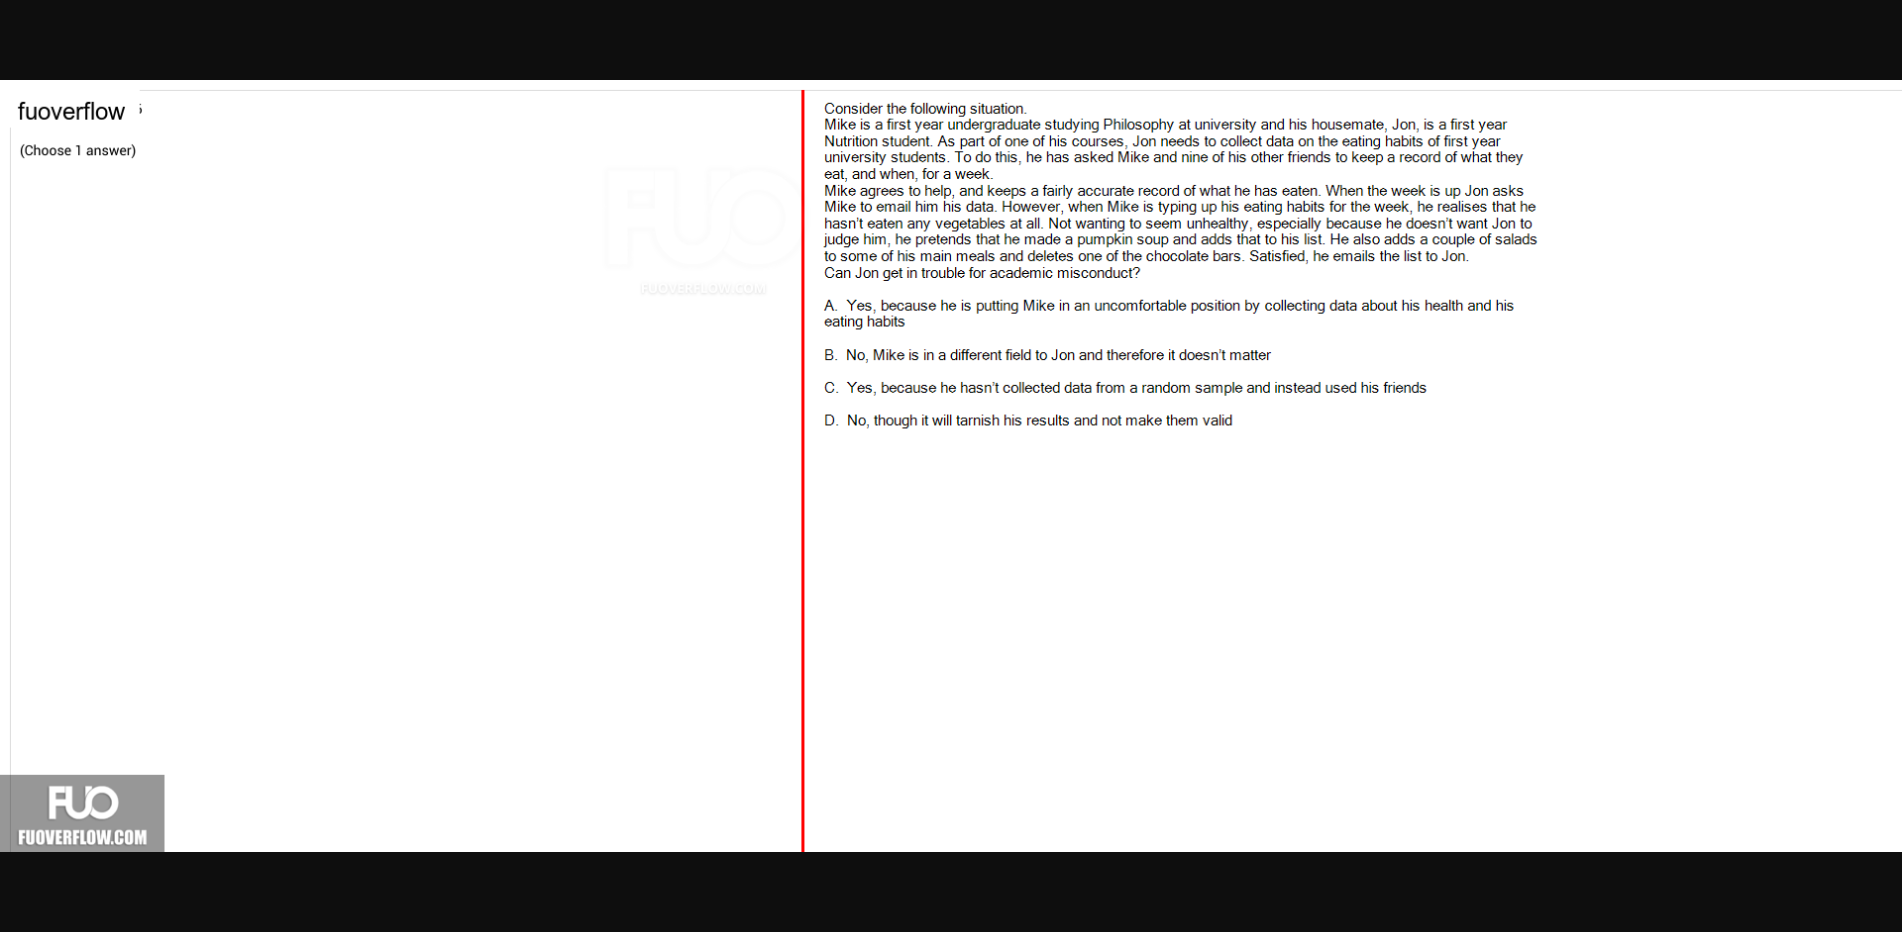 fuoverflow
(Choose 1 answer)
FUO
FUOVERFLOW.COM
Consider the following situation.
Mike is a first year undergraduate studying Philosophy at university and his housemate, Jon, is a first year
Nutrition student. As part of one of his courses, Jon needs to collect data on the eating habits of first year
university students. To do this, he has asked Mike and nine of his other friends to keep a record of what they
eat, and when, for a week.
Mike agrees to help, and keeps a fairly accurate record of what he has eaten. When the week is up Jon asks
Mike to email him his data. However, when Mike is typing up his eating habits for the week, he realises that he
hasn't eaten any vegetables at all. Not wanting to seem unhealthy, especially because he doesn't want Jon to
judge him, he pretends that he made a pumpkin soup and adds that to his list. He also adds a couple of salads
to some of his main meals and deletes one of the chocolate bars. Satisfied, he emails the list to Jon.
Can Jon get in trouble for academic misconduct?
A. Yes, because he is putting Mike in an uncomfortable position by collecting data about his health and his
eating habits
B. No, Mike is in a different field to Jon and therefore it doesn't matter
C. Yes, because he hasn't collected data from a random sample and instead used his friends
D. No, though it will tarnish his results and not make them valid
FUO
FUOVERFLOW.COM